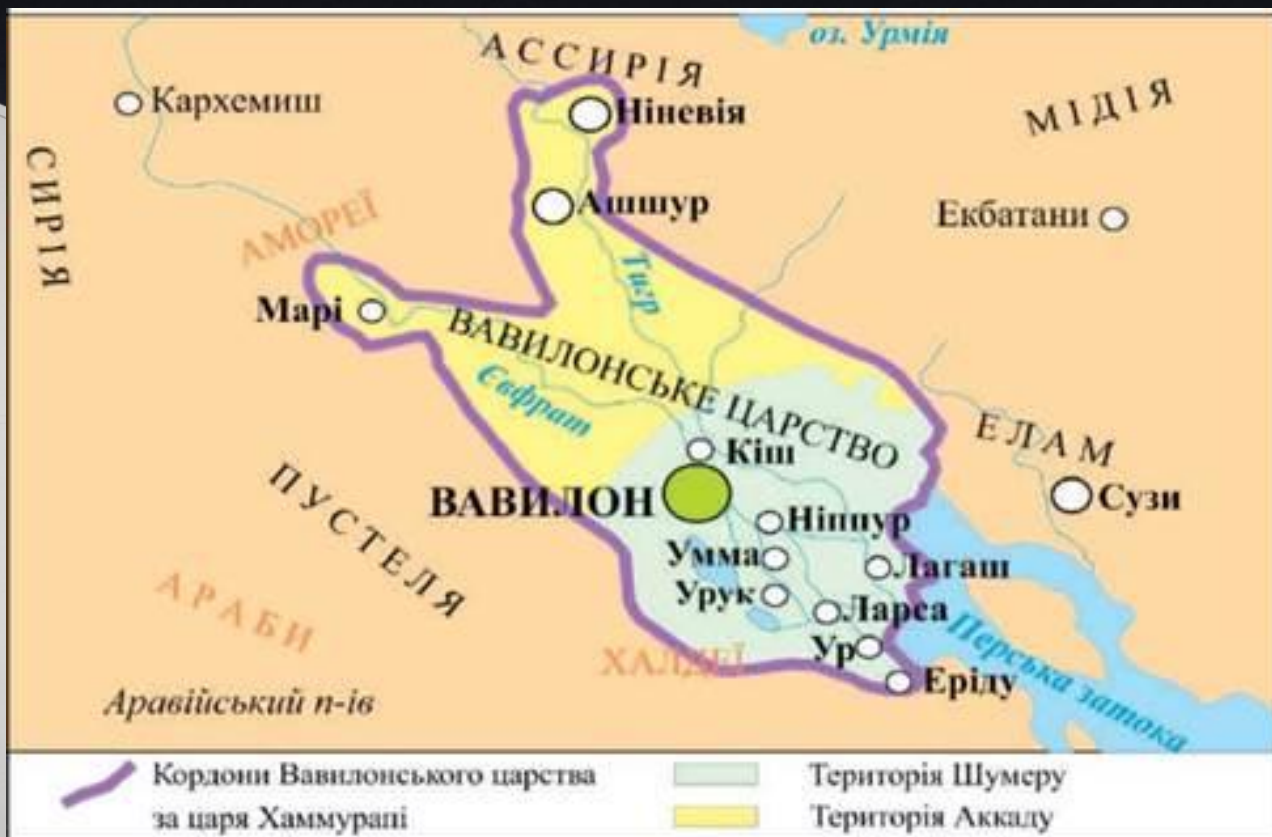 оз. Урмія
АССИРІЯ
Кархемиш
Ніневія
МІДІЯ
СИРІЯ
Ашшур
Екбатани
АМОРЕЇ
Тигр
Марі
ВАВИЛОНСЬКЕ ЦАРСТВО
Євфрат
ЕЛАМ
Кіш
ВАВИЛОН
Сузи
ПУСТЕЛЯ
Ніппур
Умма
Лагаш
АРАБИ
Урук
Ларса
Ур
ХАЛДЕЇ
Перська затока
Еріду
Аравійський п-ів
Кордони Вавилонського царства
за царя Хаммурапі
Територія Шумеру
Територія Аккаду